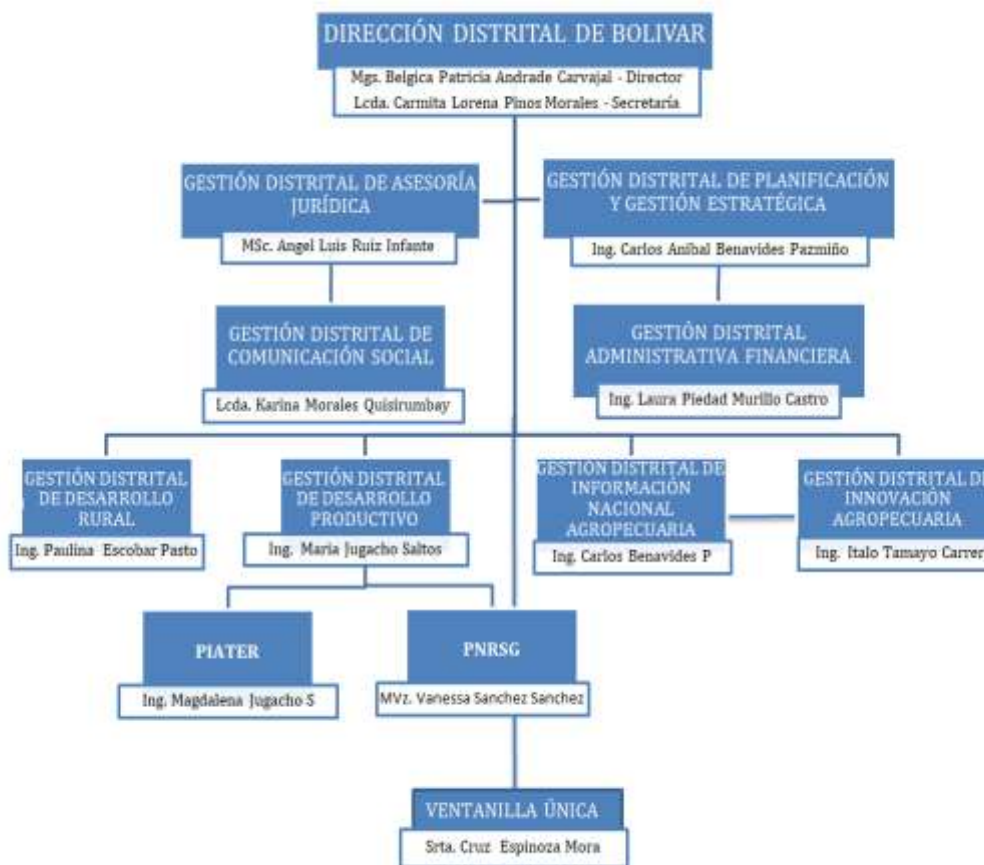 DIRECCIÓN DISTRITAL DE BOLIVAR
Mgs. Belgica Patricia Andrade Carvajal - Director
Lcda. Carmita Lorena Pinos Morales - Secretaría
GESTIÓN DISTRITAL DE ASESORÍA
JURÍDICA
MSc. Angel Luis Ruiz Infante
GESTIÓN DISTRITAL DE PLANIFICACIÓN
Y GESTIÓN ESTRATÉGICA
Ing. Carlos Aníbal Benavides Pazmiño
GESTIÓN DISTRITAL DE
COMUNICACIÓN SOCIAL
Lcda. Karina Morales Quisirumbay
GESTIÓN DISTRITAL
ADMINISTRATIVA FINANCIERA
Ing. Laura Piedad Murillo Castro
GESTIÓN DISTRITAL
DE DESARROLLO
RURAL
Ing. Paulina Escobar Pasto
GESTIÓN DISTRITAL
DE DESARROLLO
PRODUCTIVO
Ing. Maria Jugacho Saltos
GESTIÓN DISTRITAL DE
INFORMACIÓN
NACIONAL
AGROPECUARIA
Ing. Carlos Benavides P
GESTIÓN DISTRITAL DE
INNOVACIÓN
AGROPECUARIA
Ing. Italo Tamayo Carrer
PIATER
Ing. Magdalena Jugacho S
PNRSG
MVz. Vanessa Sanchez Sanchez
VENTANILLA ÚNICA
Srta. Cruz Espinoza Mora